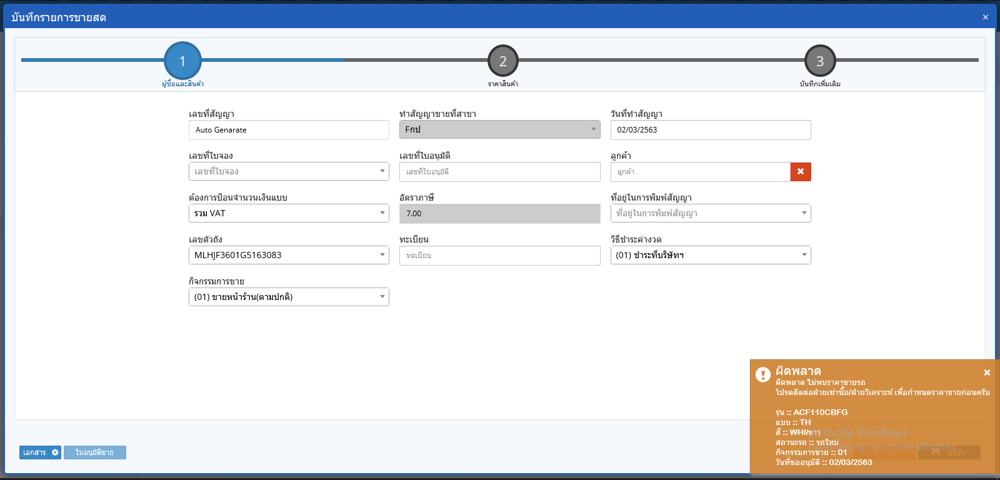 บันทึกรายการขายสด
×
1
2
3
ผู้ซื้อและสินค้า
ราคาสินค้า
บันทึกเพิ่มเติม
เลขที่สัญญา
ทำสัญญาขายที่สาขา
วันที่ทำสัญญา
Auto Genarate
Fกป
02/03/2563
เลขที่ใบจอง
เลขที่ใบอนุมัติ
ลูกค้า
เลขที่ใบจอง
เลขที่ใบอนุมัติ
ลูกค้า
ต้องการป้อนจำนวนเงินแบบ
อัตราภาษี
ที่อยู่ในการพิมพ์สัญญา
รวม VAT
7.00
ที่อยู่ในการพิมพ์สัญญา
เลขตัวถัง
ทะเบียน
วิธีชำระค่างวด
MLHJF3601G5163083
ทะเบียน
(01) ชำระที่บริษัทฯ
กิจกรรมการขาย
(01) ขายหน้าร้าน(ตามปกติ)
ผิดพลาด
ผิดพลาด ไม่พบราคาขายรถ
โปรดติดต่อฝ่ายเช่าซื้อ/ฝ่ายวิเคราะห์ เพื่อกำหนดราคาขายก่อนครับ
รุ่น :: ACF110CBFG
แบบ :: TH
สี :: WHI/ขาว
สถานะรถ :: รถใหม่
กิจกรรมการขาย :: 01
วันที่ขออนุมัติ :: 02/03/2563
Activate Windows
Go to Settings to activate Windows.
เอกสาร
ใบอนุมัติขาย
บันทึก